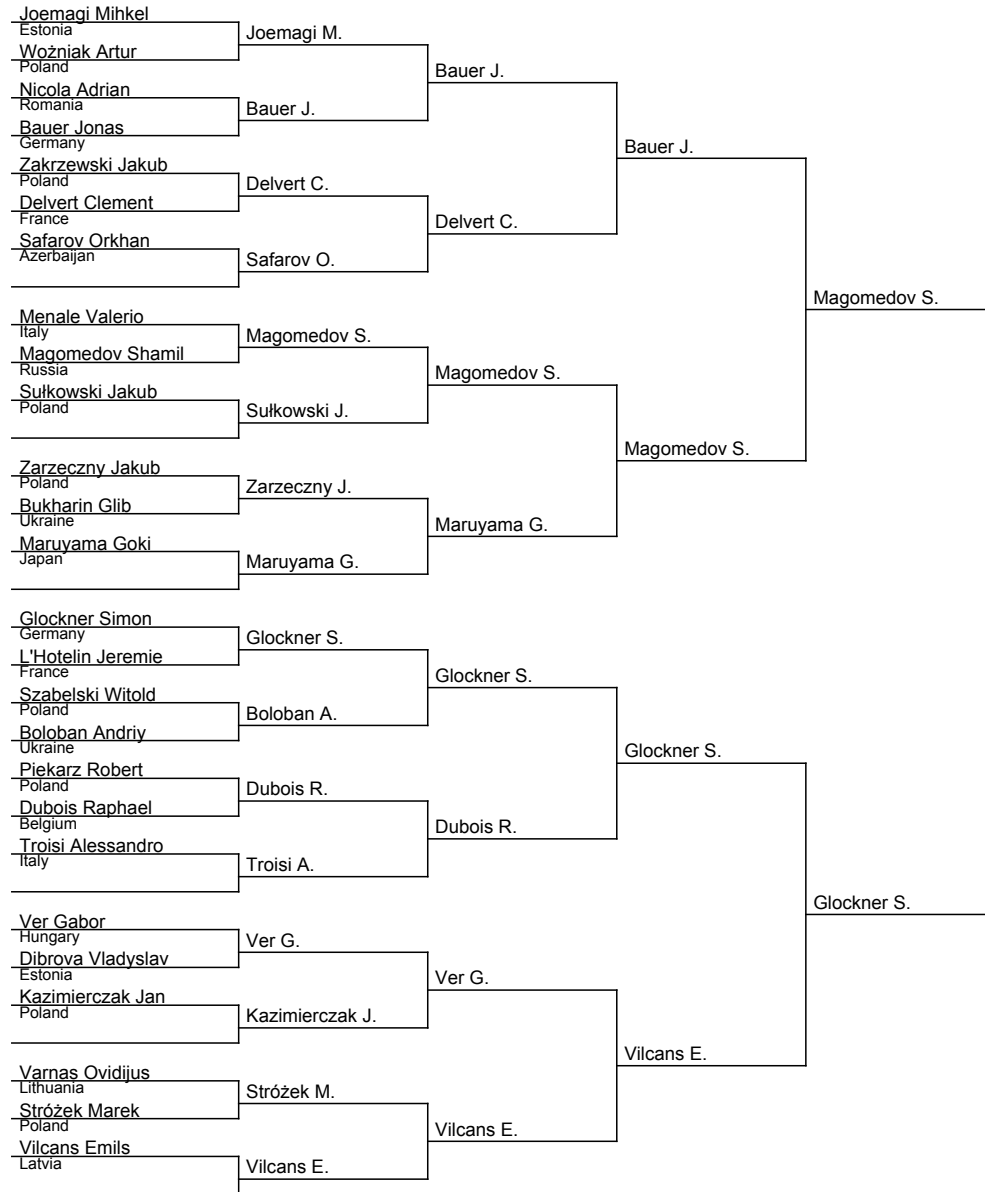 Joemagi Mihkel
Estonia
Woźniak Artur
Poland
Nicola Adrian
Romania
Bauer Jonas
Germany
Zakrzewski Jakub
Poland
Delvert Clement
France
Safarov Orkhan
Azerbaijan
Menale Valerio
Italy
Magomedov Shamil
Russia
Sułkowski Jakub
Poland
Zarzeczny Jakub
Poland
Bukharin Glib
Ukraine
Maruyama Goki
Japan
Glockner Simon
Germany
L'Hotelin Jeremie
France
Szabelski Witold
Poland
Boloban Andriy
Ukraine
Piekarz Robert
Poland
Dubois Raphael
Belgium
Troisi Alessandro
Italy
Ver Gabor
Hungary
Dibrova Vladyslav
Estonia
Kazimierczak Jan
Poland
Varnas Ovidijus
Lithuania
Stróżek Marek
Poland
Vilcans Emils
Latvia
Joemagi M.
Bauer J.
Delvert C.
Safarov O.
Magomedov S.
Sułkowski J.
Zarzeczny J.
Maruyama G.
Glockner S.
Boloban A.
Dubois R.
Troisi A.
Ver G.
Kazimierczak J.
Stróżek M.
Vilcans E.
Bauer J.
Delvert C.
Magomedov S.
Maruyama G.
Glockner S.
Dubois R.
Ver G.
Vilcans E.
Bauer J.
Magomedov S.
Glockner S.
Vilcans E.
Magomedov S.
Glockner S.